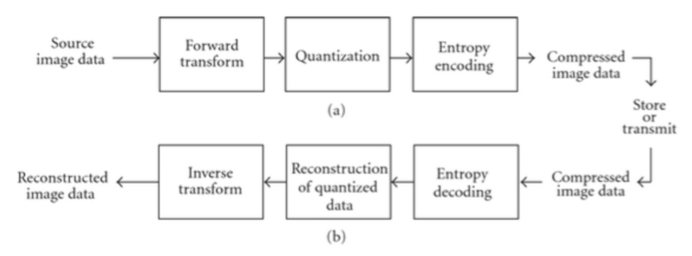 Source
image data
Forward
transform
Quantization
Entropy
encoding
Compressed
image data
(a)
Store
or
transmit
Reconstructed
image data
Inverse
transform
Reconstruction
of quantized
data
Entropy
decoding
Compressed
image data
(b)